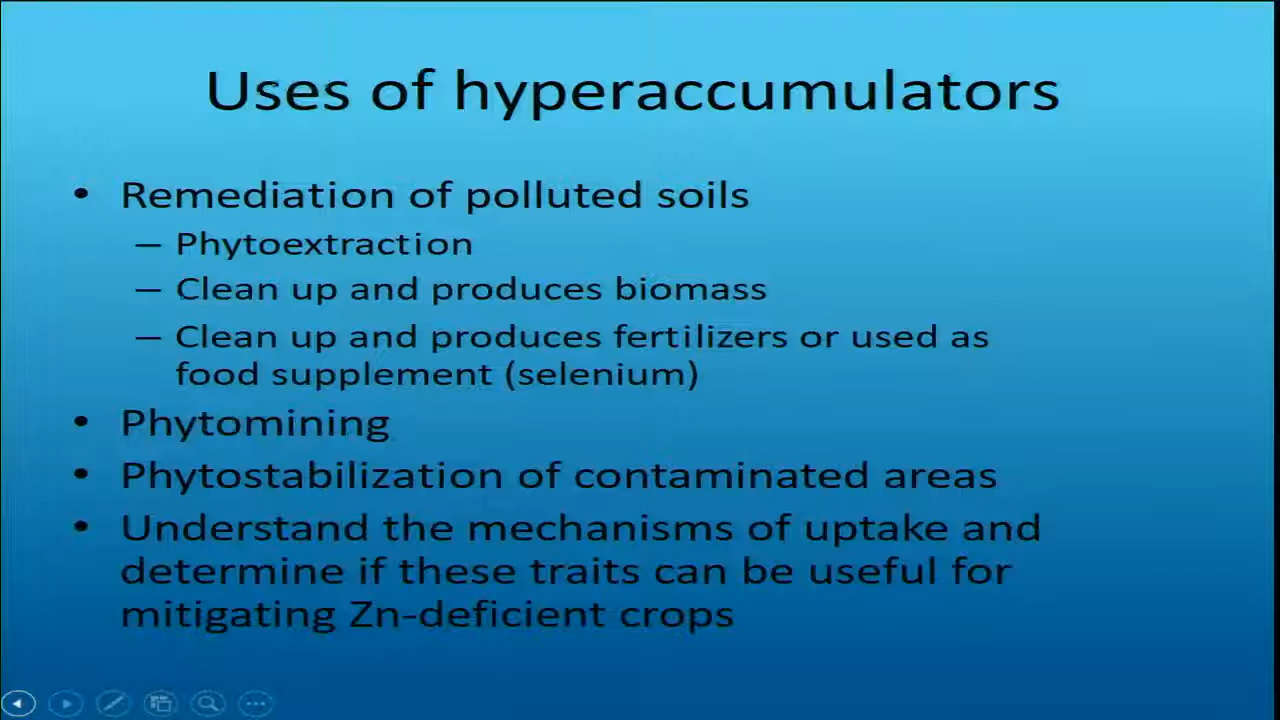 Uses of hyperaccumulators
• Remediation of polluted soils
– Phytoextraction
– Clean up and produces biomass
– Clean up and produces fertilizers or used as
food supplement (selenium)
• Phytomining
• Phytostabilization of contaminated areas
• Understand the mechanisms of uptake and
determine if these traits can be useful for
mitigating Zn-deficient crops